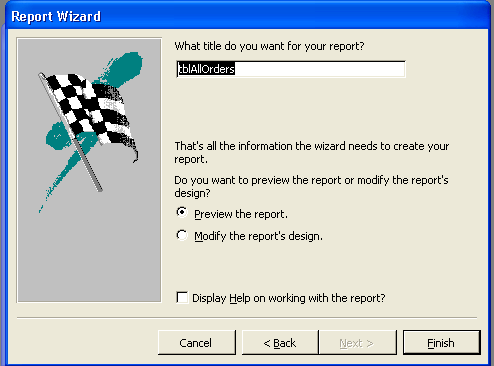 Report Wizard
What title do you want for your report?
tblAllOrders
That's all the information the wizard needs to create your
report.
Do you want to preview the report or modify the report's
design?
Preview the report.
Modify the report's design.
Display Help on working with the report?
Cancel
< Back
Next >
Finish